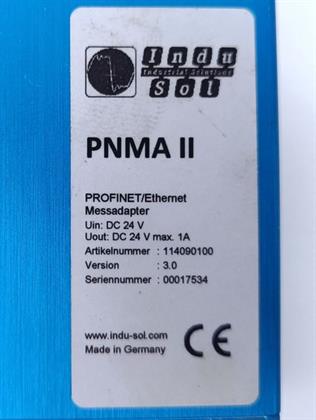 Indu
Industrial Solutions
Sol
PNMA II
PROFINET/Ethernet
Messadapter
Uin: DC 24 V
Uout: DC 24 V max. 1A
Artikelnummer : 114090100
Version : 3.0
Seriennummer : 00017534
www.indu-sol.com
Made in Germany
CE